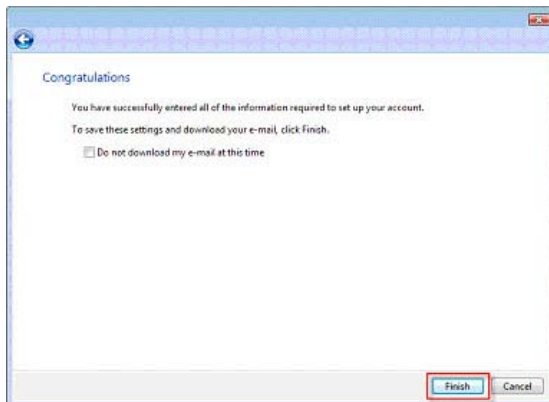 Congratulations
You have successfully entered all of the information required to set up your account.
To save these settings and download your e-mail, click Finish.
Do not download my e-mail at this time
Finish
Cancel